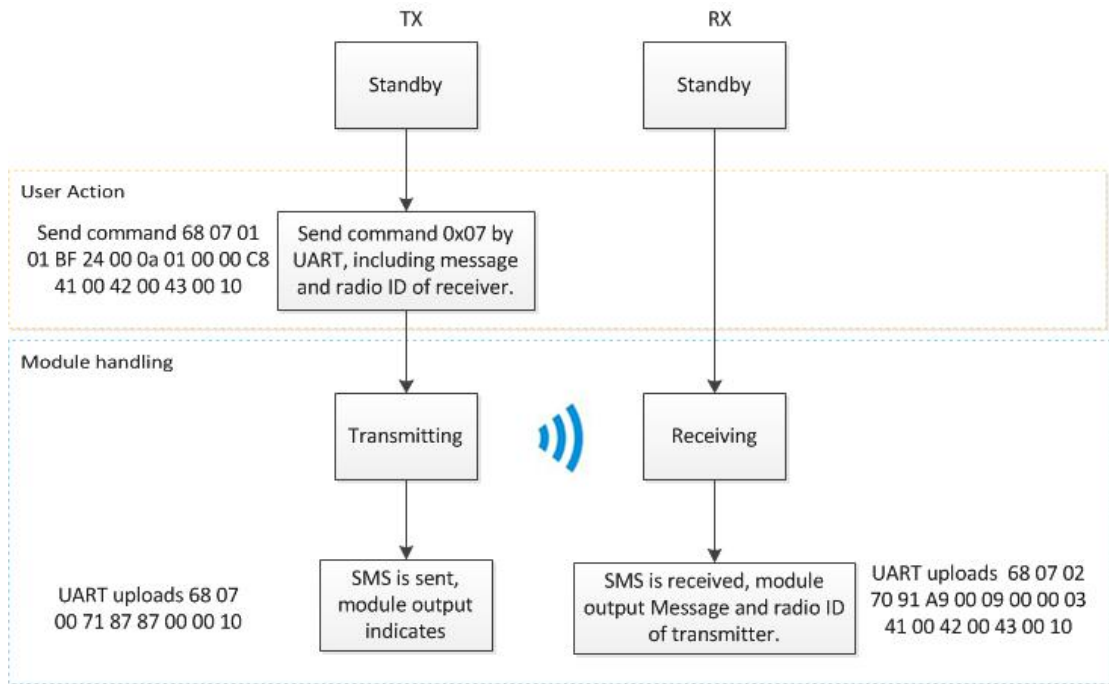 TX
RX
Standby
Standby
User Action
Send command 68 07 01
01 BF 24 00 0a 01 00 00 C8
41 00 42 00 43 00 10
Send command 0x07 by
UART, including message
and radio ID of receiver.
Module handling
Transmitting
Receiving
UART uploads 68 07
00 71 87 87 00 00 10
SMS is sent,
module output
indicates
SMS is received, module
output Message and radio ID
of transmitter.
UART uploads 68 07 02
70 91 A9 00 09 00 00 03
41 00 42 00 43 00 10